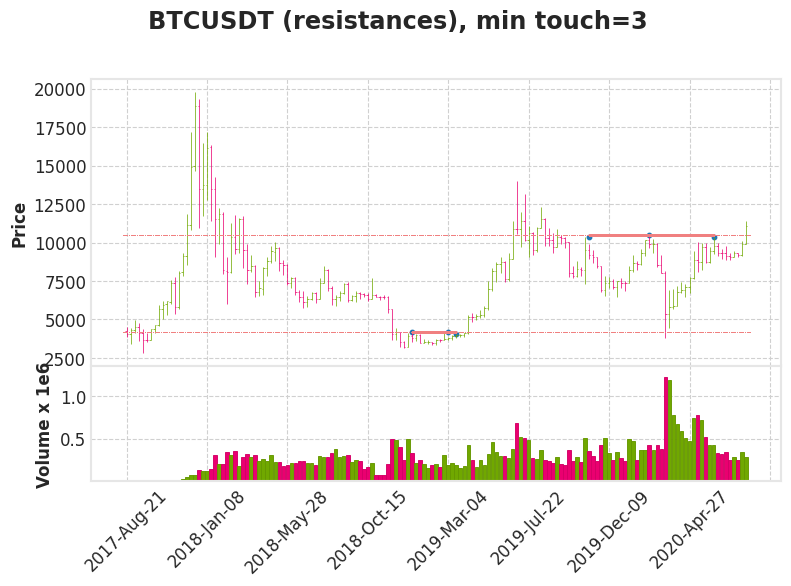 BTCUSDT (resistances), min touch=3
Price
20000
17500
15000
12500
10000
7500
5000
2500
Volume x 1e6
1.0
0.5
2017-Aug-21
2018-Jan-08
2018-May-28
2018-Oct-15
2019-Mar-04
2019-Jul-22
2019-Dec-09
2020-Apr-27